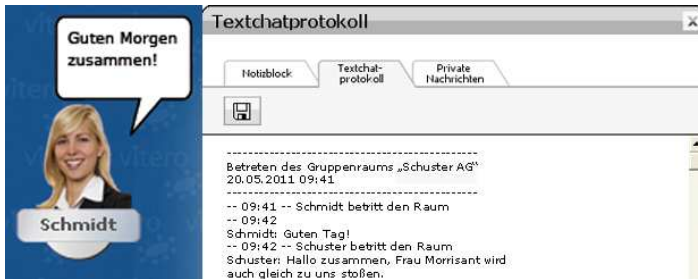 Guten Morgen
zusammen!
Schmidt
Textchatprotokoll
Notizblock
Textchat-
protokoll
Private
Nachrichten
Betreten des Gruppenraums „Schuster AG“
20.05.2011 09:41
-- 09:41 -- Schmidt betritt den Raum
-- 09:42
Schmidt: Guten Tag!
-- 09:42 -- Schuster betritt den Raum
Schuster: Hallo zusammen, Frau Morrisant wird
auch gleich zu uns stoßen.
vitero